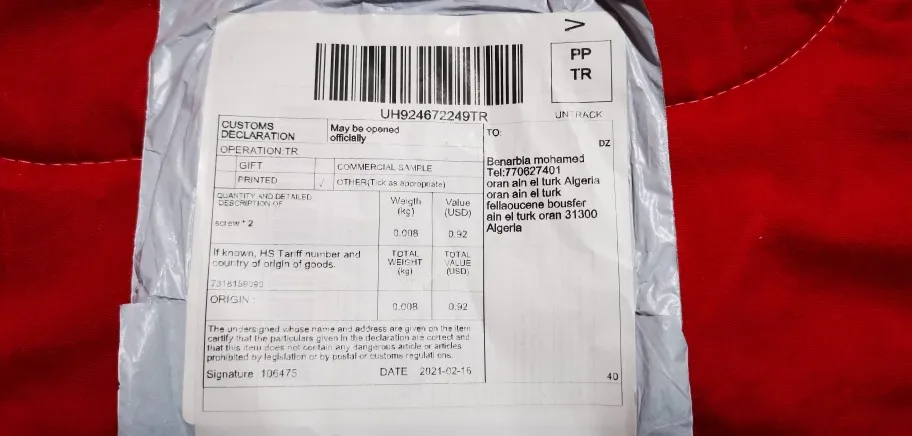 PP
TR
UH924672249TR
UNTRACK
CUSTOMS
DECLARATION
May be opened
officially
OPERATION:TR
GIFT
COMMERCIAL SAMPLE
PRINTED
√ OTHER(Tick as appropriate)
QUANTITY AND DETAILED
DESCRIPTION OF
Weigth
(kg)
Value
(USD)
screw * 2
0.008
0.92
If known, HS Tariff number and
country of origin of goods.
TOTAL
WEIGHT
(kg)
TOTAL
VALUE
(USD)
ORIGIN:
0.008
0.92
The undersigned whose name and address are given on the item
certify that the particulars given in the declaration are correct and
that this item does not contain any dangerous article or articles
prohibited by legislation or by postal or customs regulations.
Signature 106475
DATE 2021-02-16
TO:
DZ
Benarbia mohamed
Tel:770627401
oran ain el turk Algeria
oran ain el turk
fellaoucene bousfer
ain el turk oran 31300
Algeria
40